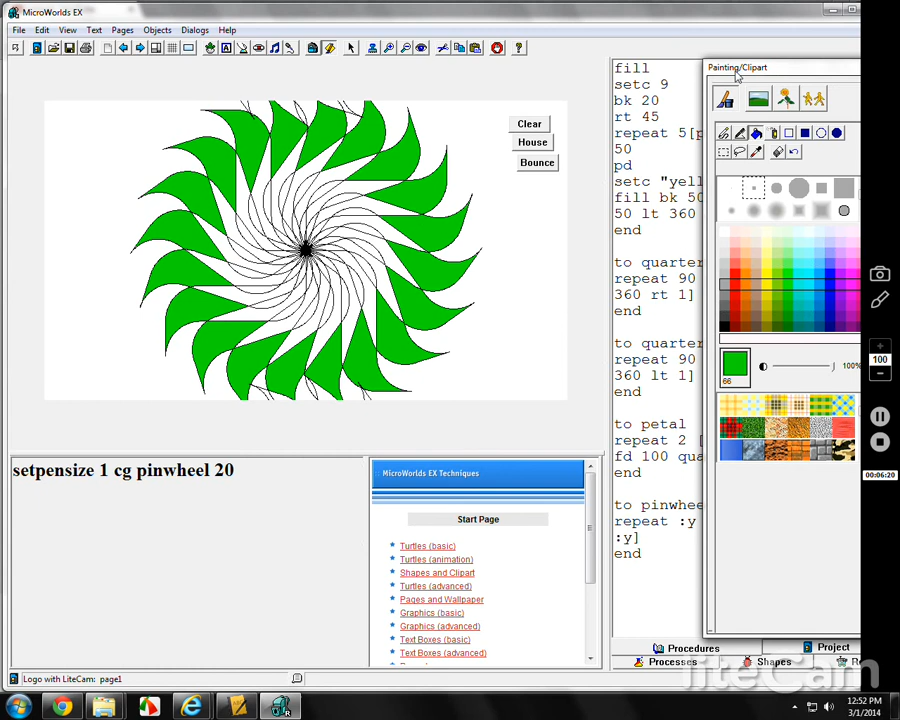 MicroWorlds EX
File Edit View Text Pages Objects Dialogs Help
Clear
House
Bounce
fill
setc 9
bk 20
rt 45
repeat 5[p
50
pd
setc "yell
fill bk 50
50 lt 360
end
to quarter
repeat 90
360 rt 1]
end
to quarte
repeat 90
360 lt 1]
end
to petal
repeat 2 [
fd 100 qua
end
to pinwhee
repeat :y
:y]
end
Painting/Clipart
66
100%
100
00:06:20
setpensize 1 cg pinwheel 20
MicroWorlds EX Techniques
Start Page
Turtles (basic)
Turtles (animation)
Shapes and Clipart
Turtles (advanced)
Pages and Wallpaper
Graphics (basic)
Graphics (advanced)
Text Boxes (basic)
Text Boxes (advanced)
Procedures
Project
Processes
Shapes
Logo with LiteCam: page1
liteCam
12:52 PM
3/1/2014